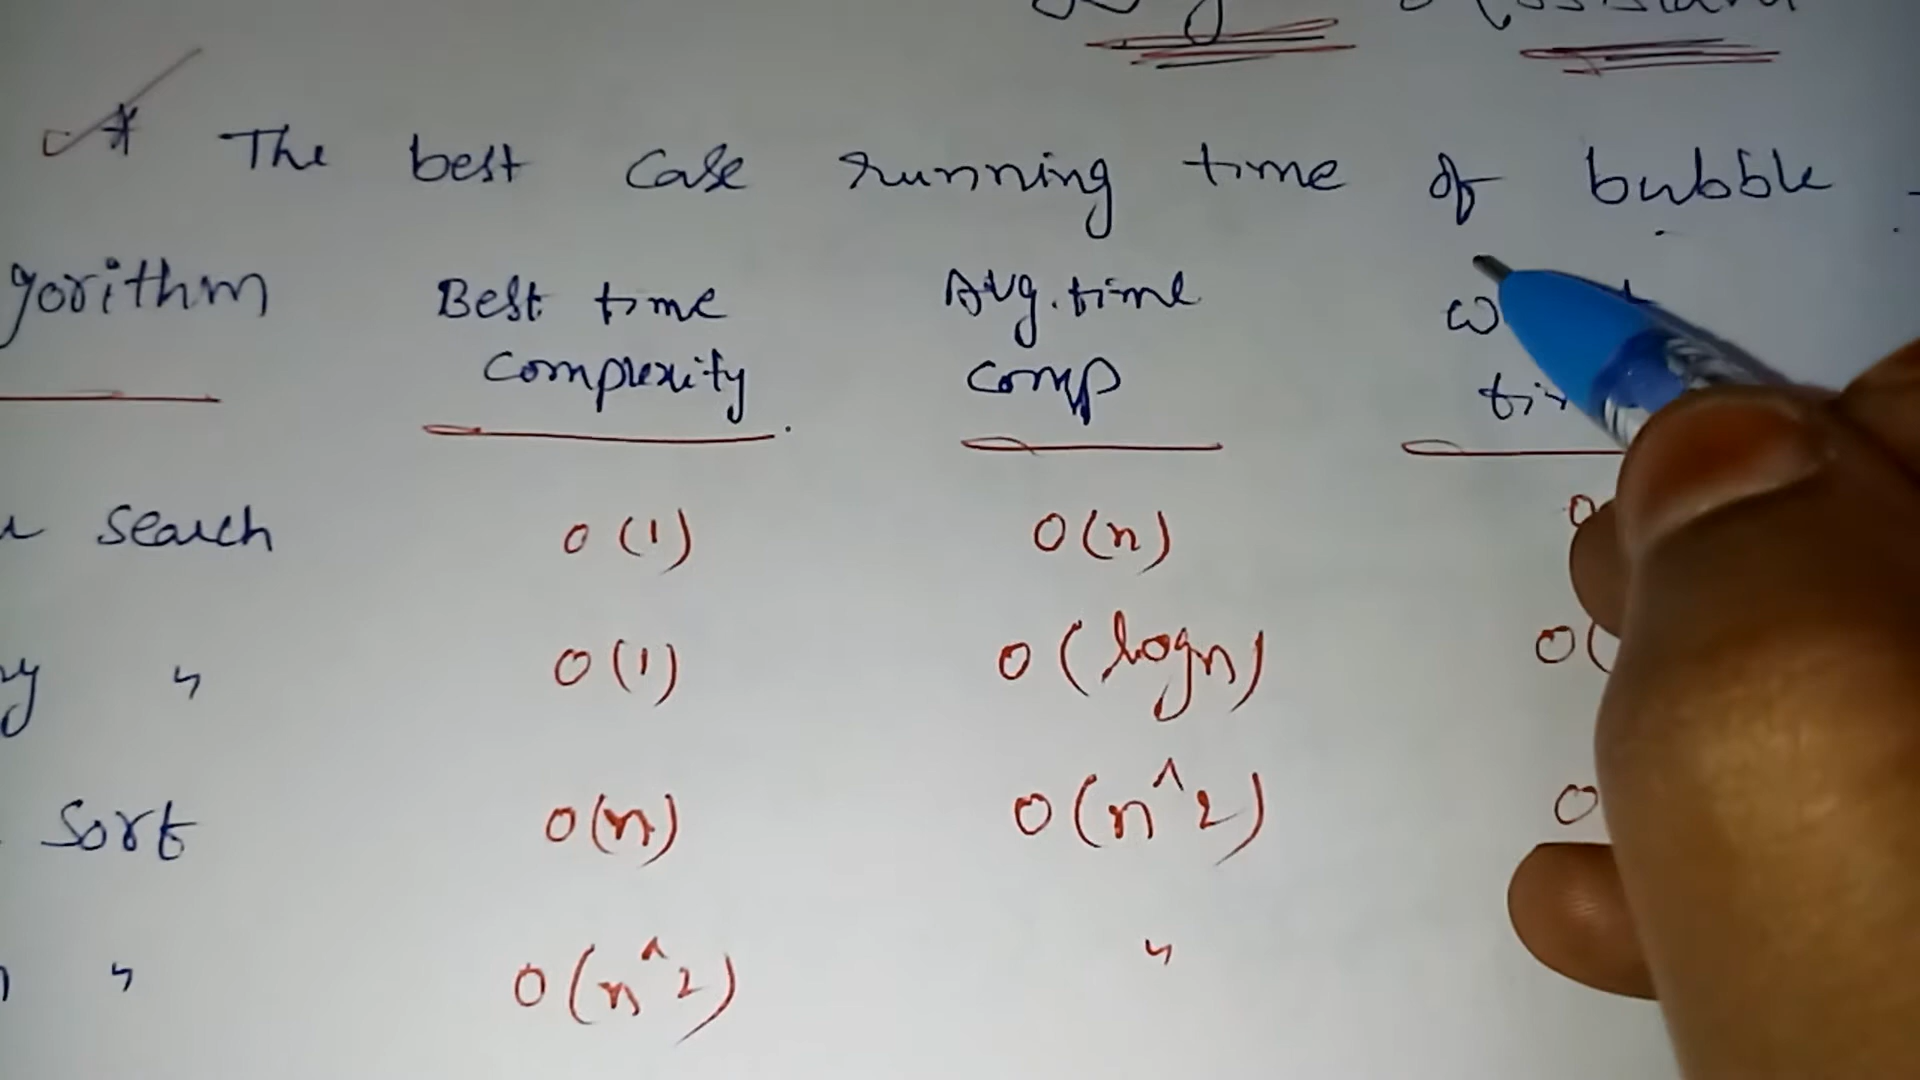 * The best case running time of bubble
gorithm Best time Avg. time
complexity comp
search O(1) O(n)
" O(1) O(logn) O(
sort O(n) O(n^2) O
" O(n^2) "